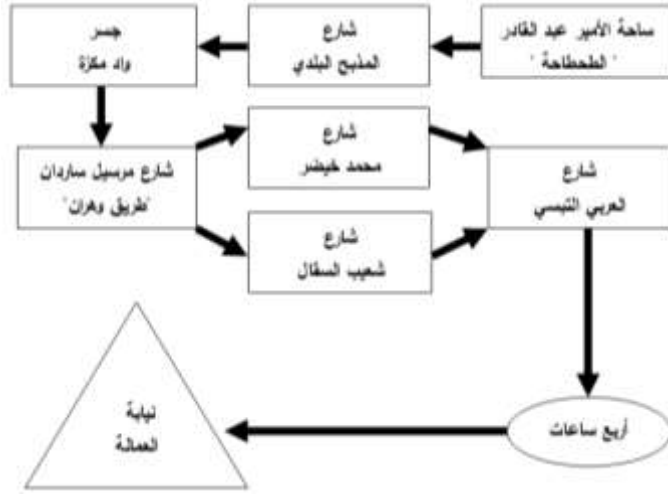 ساحة الأمير عبد القادر
" الطحطاحة "
شارع
المذبح البلدي
جسر
واد مكرة
شارع مرسيل ساردان
"طريق وهران"
شارع
محمد خيضر
شارع
شعيب السقال
شارع
العربي التبسي
أربع ساعات
نيابة
العمالة